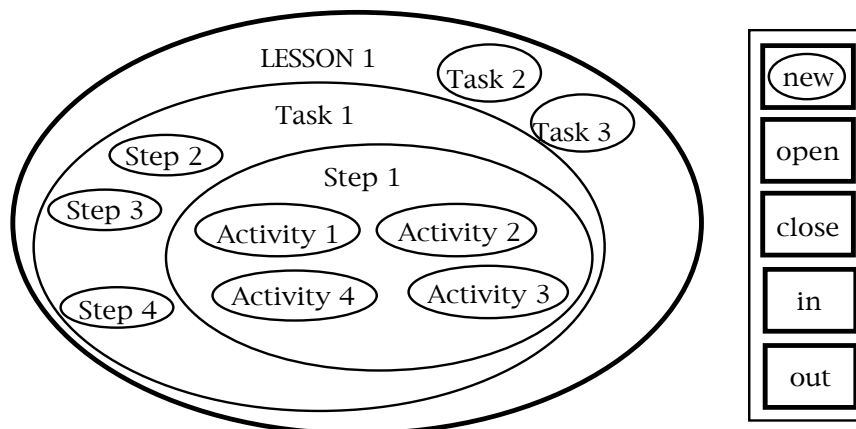 LESSON 1
Task 2
Task 3
Task 1
Step 2
Step 1
Step 3
Activity 1
Activity 2
Activity 4
Activity 3
Step 4
new
open
close
in
out